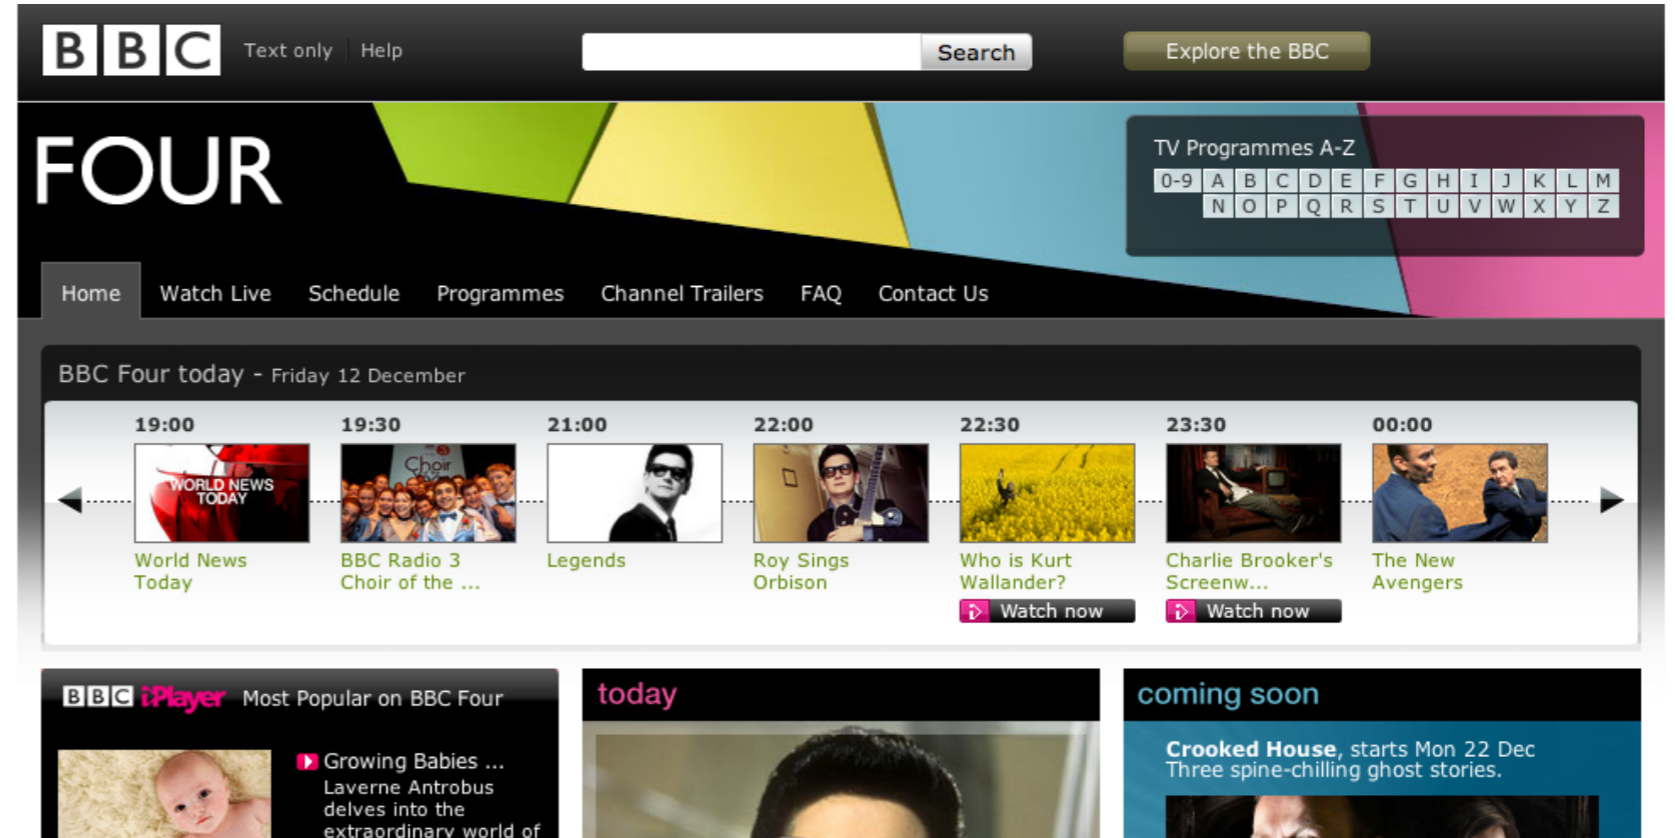 BBC Text only Help Search Explore the BBC
FOUR
TV Programmes A-Z
0-9 A B C D E F G H I J K L M
N O P Q R S T U V W X Y Z
Home Watch Live Schedule Programmes Channel Trailers FAQ Contact Us
BBC Four today - Friday 12 December
19:00 19:30 21:00 22:00 22:30 23:30 00:00
WORLD NEWS
TODAY
Choir
World News
Today
BBC Radio 3
Choir of the ...
Legends
Roy Sings
Orbison
Who is Kurt
Wallander?
Watch now
Charlie Brooker's
Screenw...
Watch now
The New
Avengers
BBC iPlayer Most Popular on BBC Four
Growing Babies ...
Laverne Antrobus
delves into the
extraordinary world of
today
coming soon
Crooked House, starts Mon 22 Dec
Three spine-chilling ghost stories.